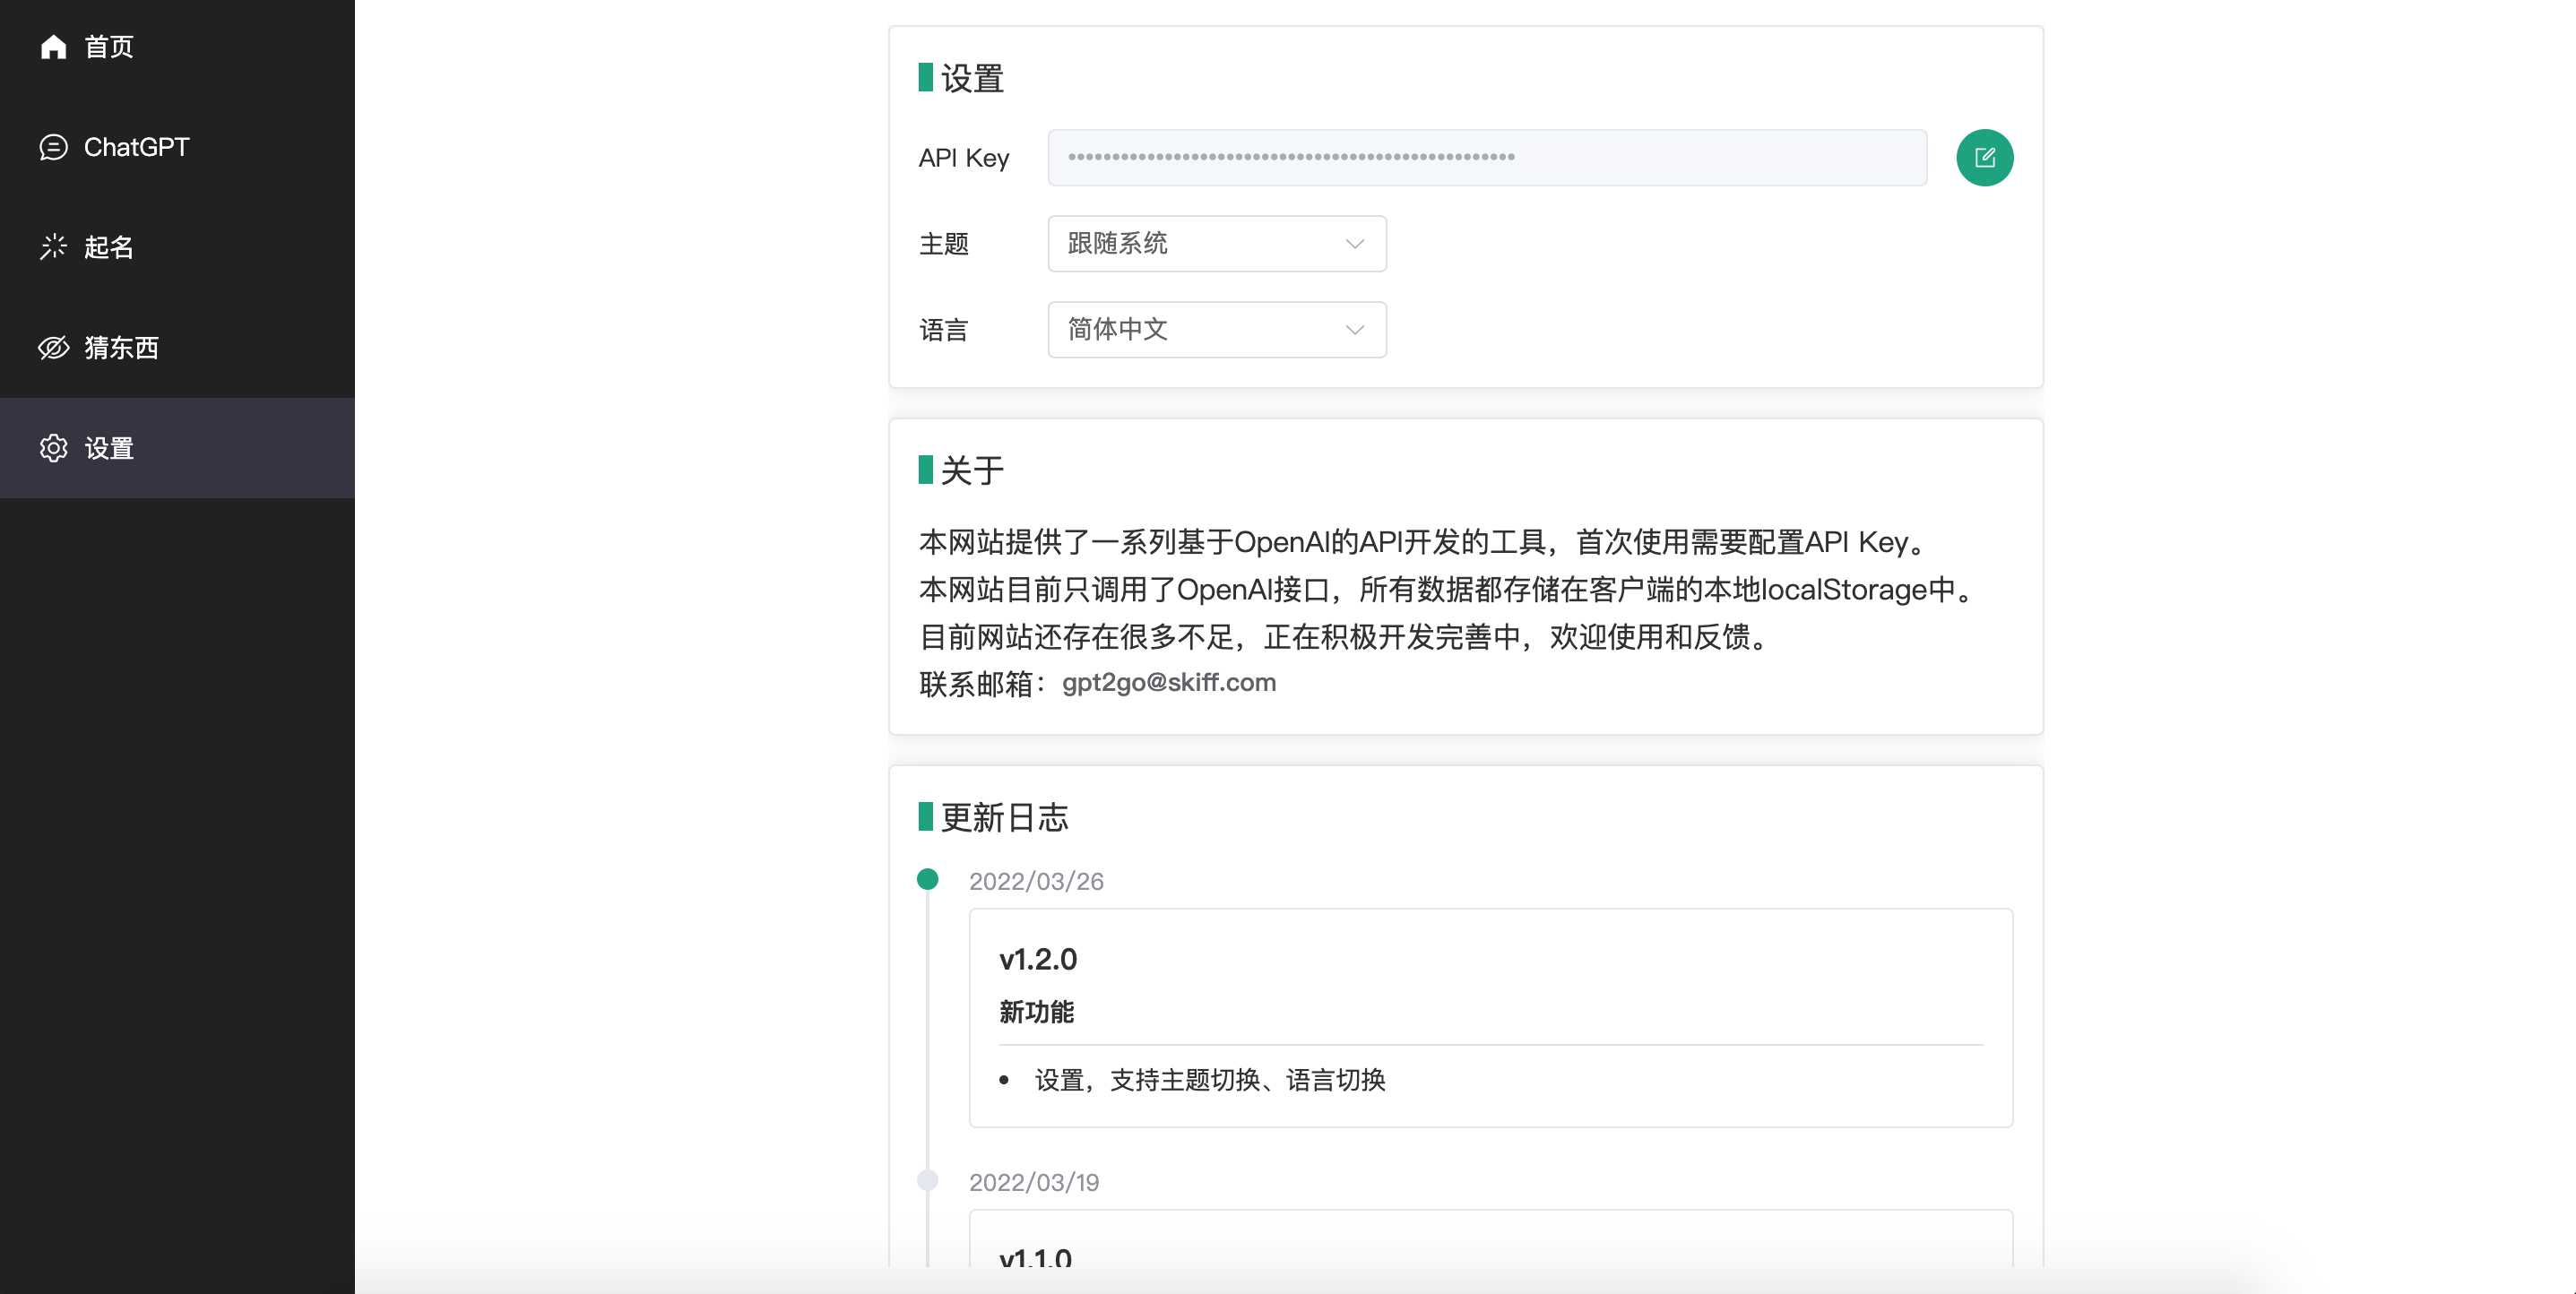 首页
ChatGPT
起名
猜东西
设置
设置
API Key
••••••••••••••••••••••••••••••••••••••••••••••••••••
主题
跟随系统
语言
简体中文
关于
本网站提供了一系列基于OpenAI的API开发的工具，首次使用需要配置API Key。
本网站目前只调用了OpenAI接口，所有数据都存储在客户端的本地localStorage中。
目前网站还存在很多不足，正在积极开发完善中，欢迎使用和反馈。
联系邮箱：gpt2go@skiff.com
更新日志
2022/03/26
v1.2.0
新功能
• 设置，支持主题切换、语言切换
2022/03/19
v1.1.0